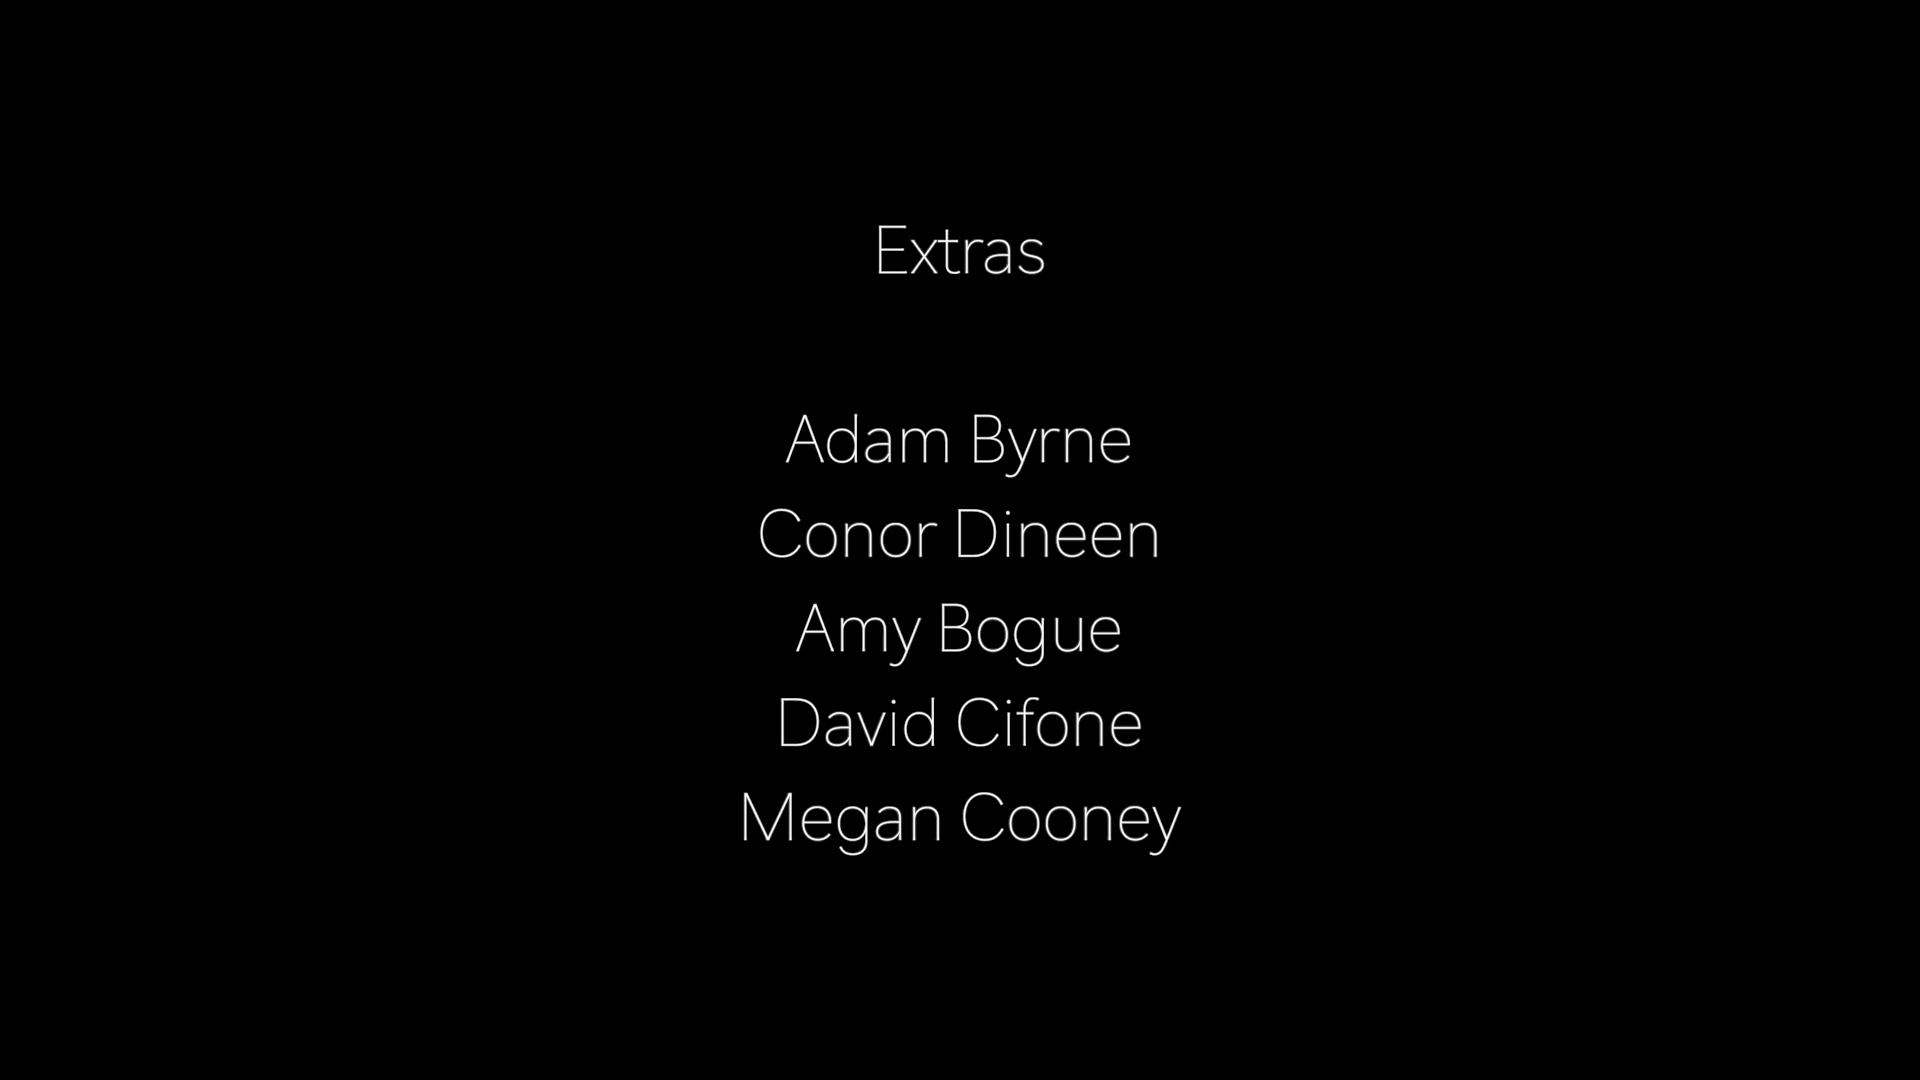 Extras
Adam Byrne
Conor Dineen
Amy Bogue
David Cifone
Megan Cooney